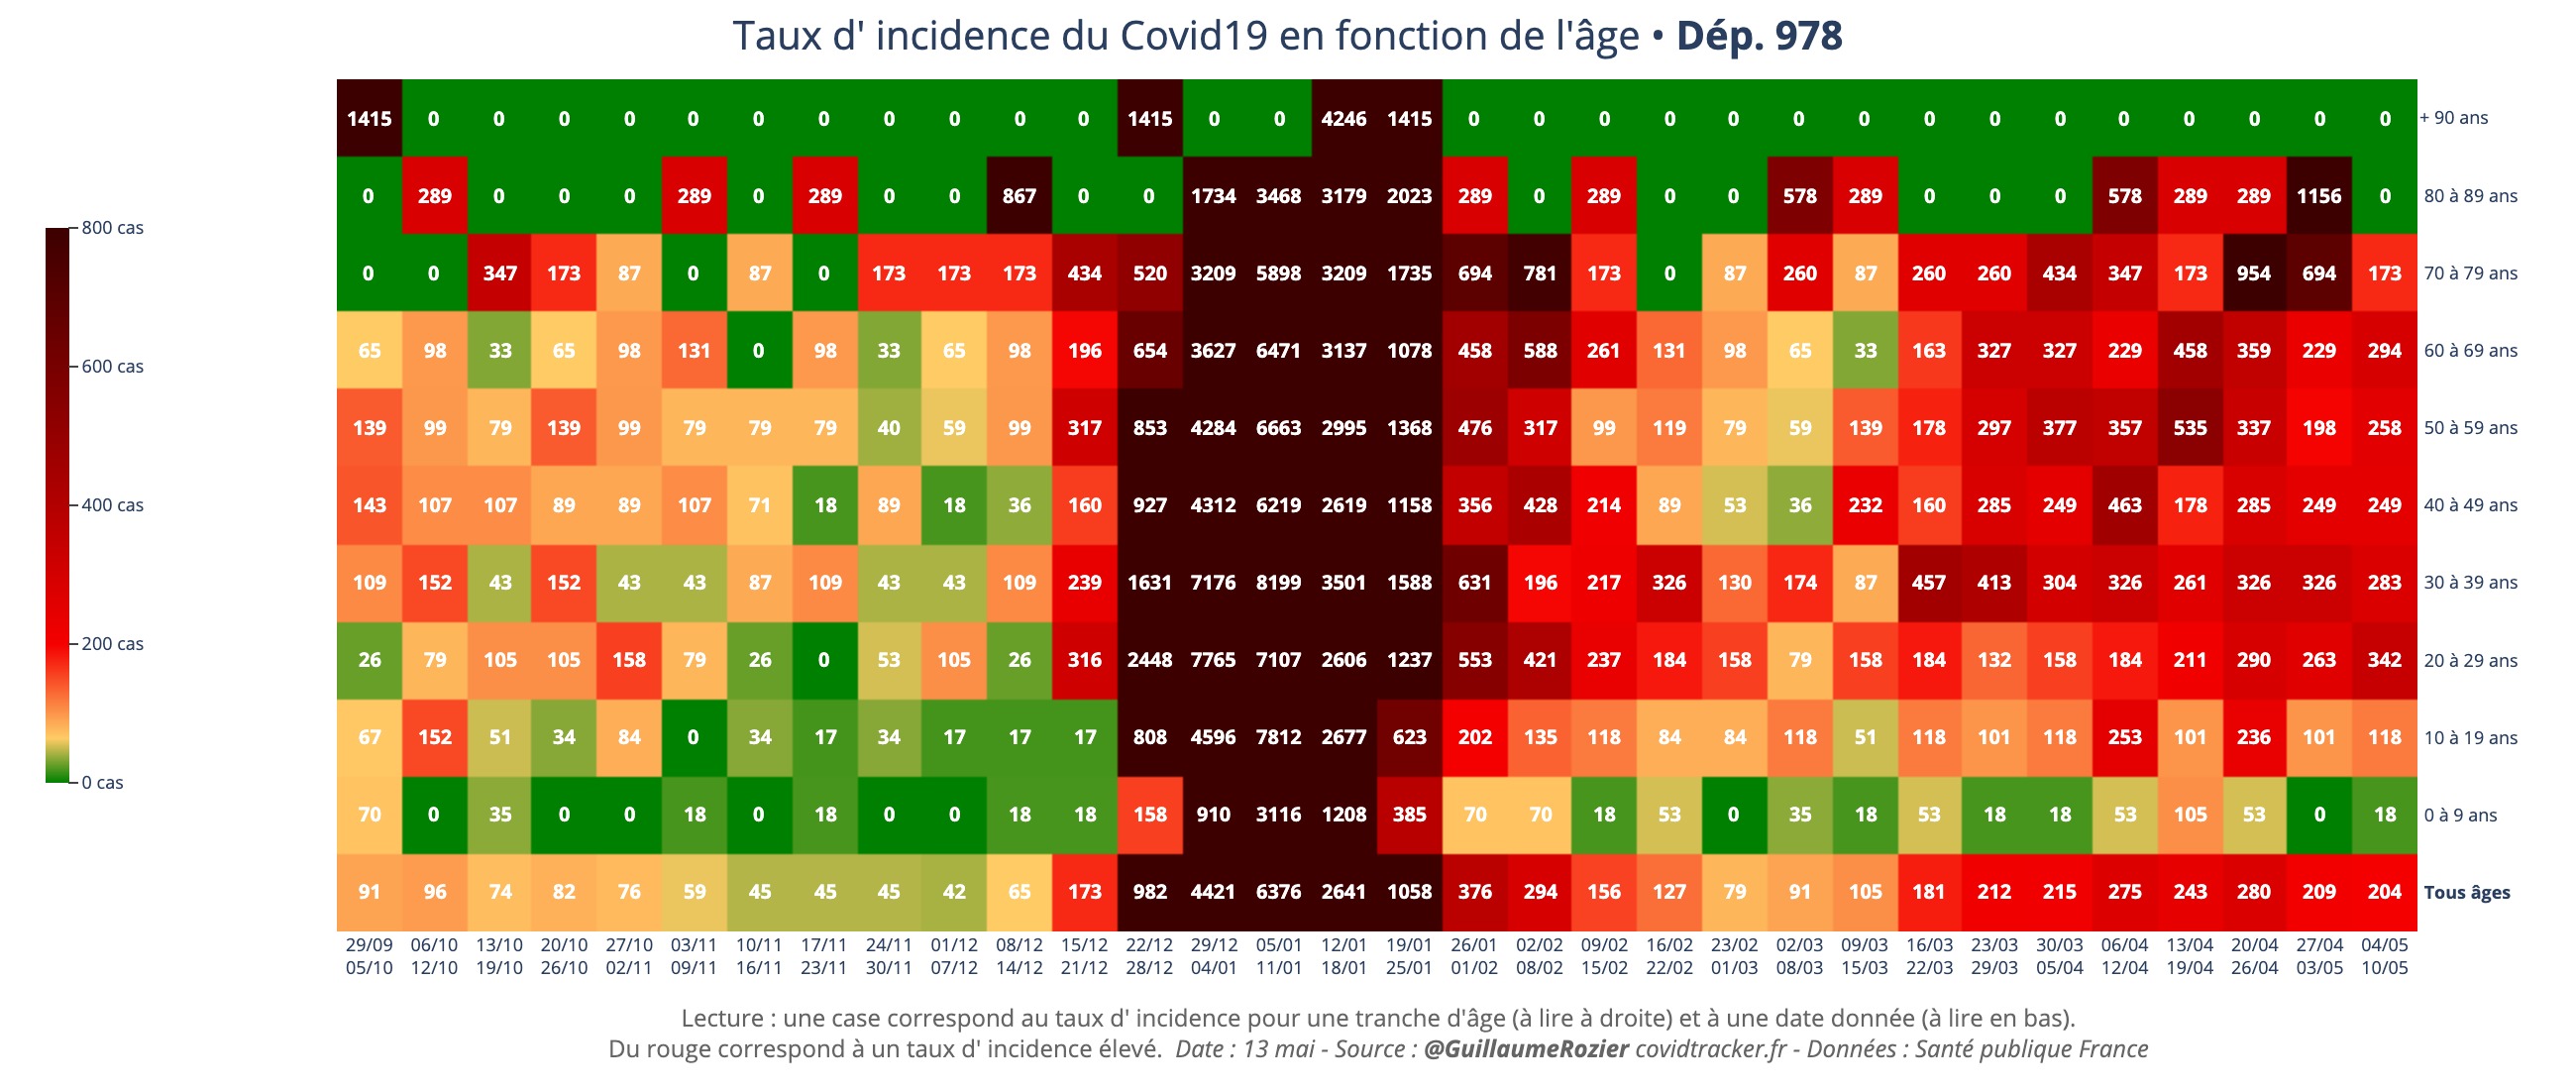 Taux d' incidence du Covid19 en fonction de l'âge • Dép. 978
1415 0 0 0 0 0 0 0 0 0 0 0 1415 0 0 4246 1415 0 0 0 0 0 0 0 0 0 0 0 0 0 0 0 + 90 ans
0 289 0 0 0 289 0 289 0 0 867 0 0 1734 3468 3179 2023 289 0 289 0 0 578 289 0 0 0 578 289 289 1156 0 80 à 89 ans
800 cas
0 0 347 173 87 0 87 0 173 173 173 434 520 3209 5898 3209 1735 694 781 173 0 87 260 87 260 260 434 347 173 954 694 173 70 à 79 ans
65 98 33 65 98 131 0 98 33 65 98 196 654 3627 6471 3137 1078 458 588 261 131 98 65 33 163 327 327 229 458 359 229 294 60 à 69 ans
600 cas
139 99 79 139 99 79 79 79 40 59 99 317 853 4284 6663 2995 1368 476 317 99 119 79 59 139 178 297 377 357 535 337 198 258 50 à 59 ans
400 cas
143 107 107 89 89 107 71 18 89 18 36 160 927 4312 6219 2619 1158 356 428 214 89 53 36 232 160 285 249 463 178 285 249 249 40 à 49 ans
109 152 43 152 43 43 87 109 43 43 109 239 1631 7176 8199 3501 1588 631 196 217 326 130 174 87 457 413 304 326 261 326 326 283 30 à 39 ans
200 cas
26 79 105 105 158 79 26 0 53 105 26 316 2448 7765 7107 2606 1237 553 421 237 184 158 79 158 184 132 158 184 211 290 263 342 20 à 29 ans
67 152 51 34 84 0 34 17 34 17 17 17 808 4596 7812 2677 623 202 135 118 84 84 118 51 118 101 118 253 101 236 101 118 10 à 19 ans
0 cas
70 0 35 0 0 18 0 18 0 0 18 18 158 910 3116 1208 385 70 70 18 53 0 35 18 53 18 18 53 105 53 0 18 0 à 9 ans
91 96 74 82 76 59 45 45 45 42 65 173 982 4421 6376 2641 1058 376 294 156 127 79 91 105 181 212 215 275 243 280 209 204 Tous âges
29/09 06/10 13/10 20/10 27/10 03/11 10/11 17/11 24/11 01/12 08/12 15/12 22/12 29/12 05/01 12/01 19/01 26/01 02/02 09/02 16/02 23/02 02/03 09/03 16/03 23/03 30/03 06/04 13/04 20/04 27/04 04/05
05/10 12/10 19/10 26/10 02/11 09/11 16/11 23/11 30/11 07/12 14/12 21/12 28/12 04/01 11/01 18/01 25/01 01/02 08/02 15/02 22/02 01/03 08/03 15/03 22/03 29/03 05/04 12/04 19/04 26/04 03/05 10/05
Lecture : une case correspond au taux d' incidence pour une tranche d'âge (à lire à droite) et à une date donnée (à lire en bas).
Du rouge correspond à un taux d' incidence élevé. Date : 13 mai - Source : @GuillaumeRozier covidtracker.fr - Données : Santé publique France